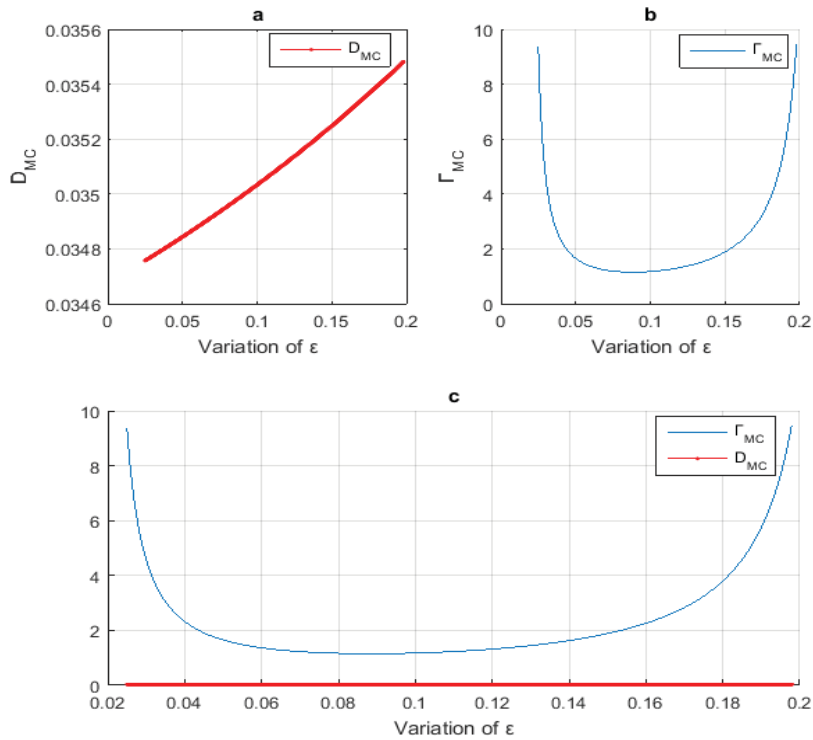 a
0.0356
0.0354
0.0352
0.035
0.0348
0.0346
D_MC
D_MC
0 0.05 0.1 0.15 0.2
Variation of ε
b
10
8
6
4
2
0
Γ_MC
Γ_MC
0 0.05 0.1 0.15 0.2
Variation of ε
c
10
8
6
4
2
0
Γ_MC
D_MC
0.02 0.04 0.06 0.08 0.1 0.12 0.14 0.16 0.18 0.2
Variation of ε